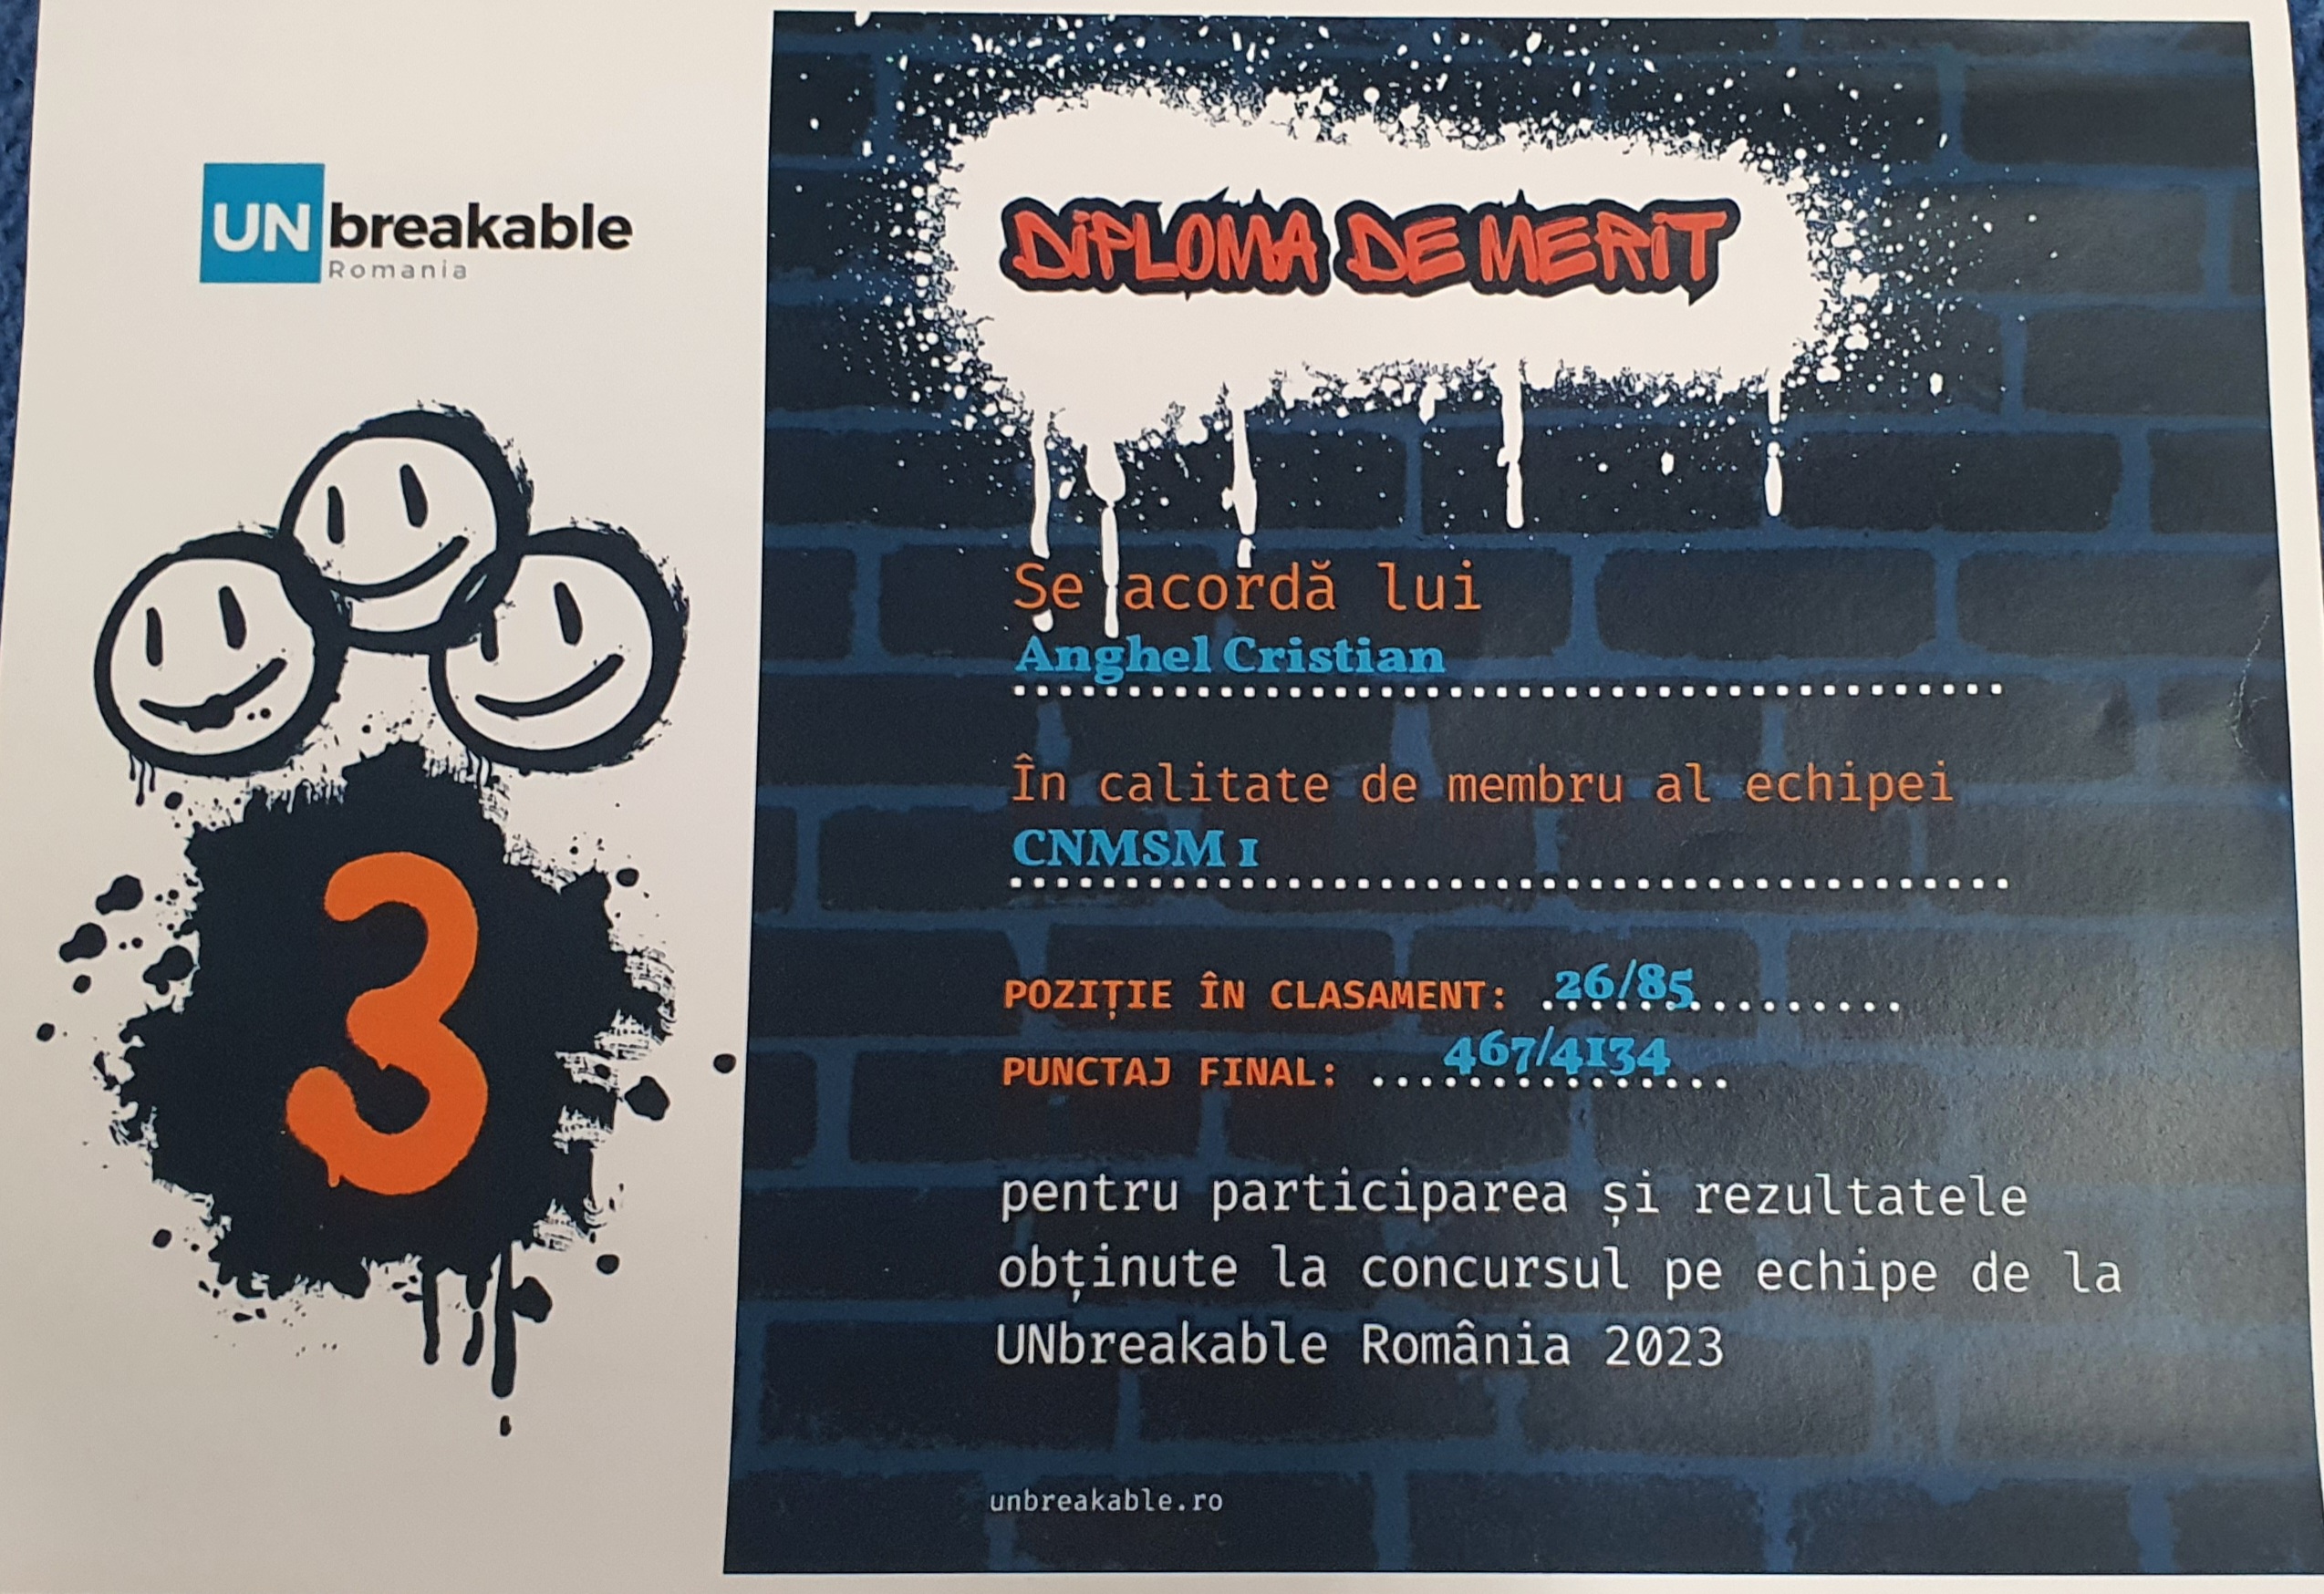 UNbreakable
Romania
3
DIPLOMA DE MERIT
Se acordă lui
Anghel Cristian
În calitate de membru al echipei
CNMSM 1
POZIȚIE ÎN CLASAMENT: 26/85
PUNCTAJ FINAL: 467/4134
pentru participarea și rezultatele
obținute la concursul pe echipe de la
UNbreakable România 2023
unbreakable.ro